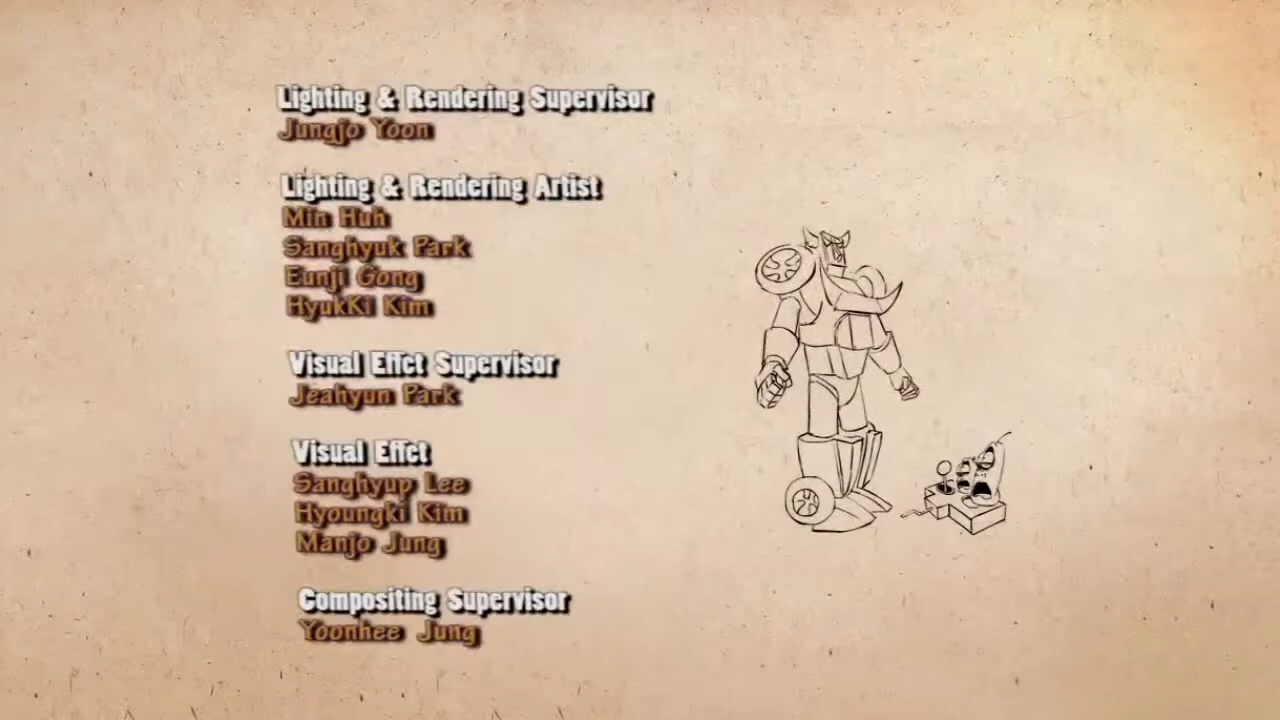 Lighting & Rendering Supervisor
Jungjo Yoon
Lighting & Rendering Artist
Min Huh
Sanghyuk Park
Eunji Gong
HyukKi Kim
Visual Effct Supervisor
Jeahyun Park
Visual Effct
Sanghyup Lee
Hyoungki Kim
Manjo Jung
Compositing Supervisor
Yoonhee Jung